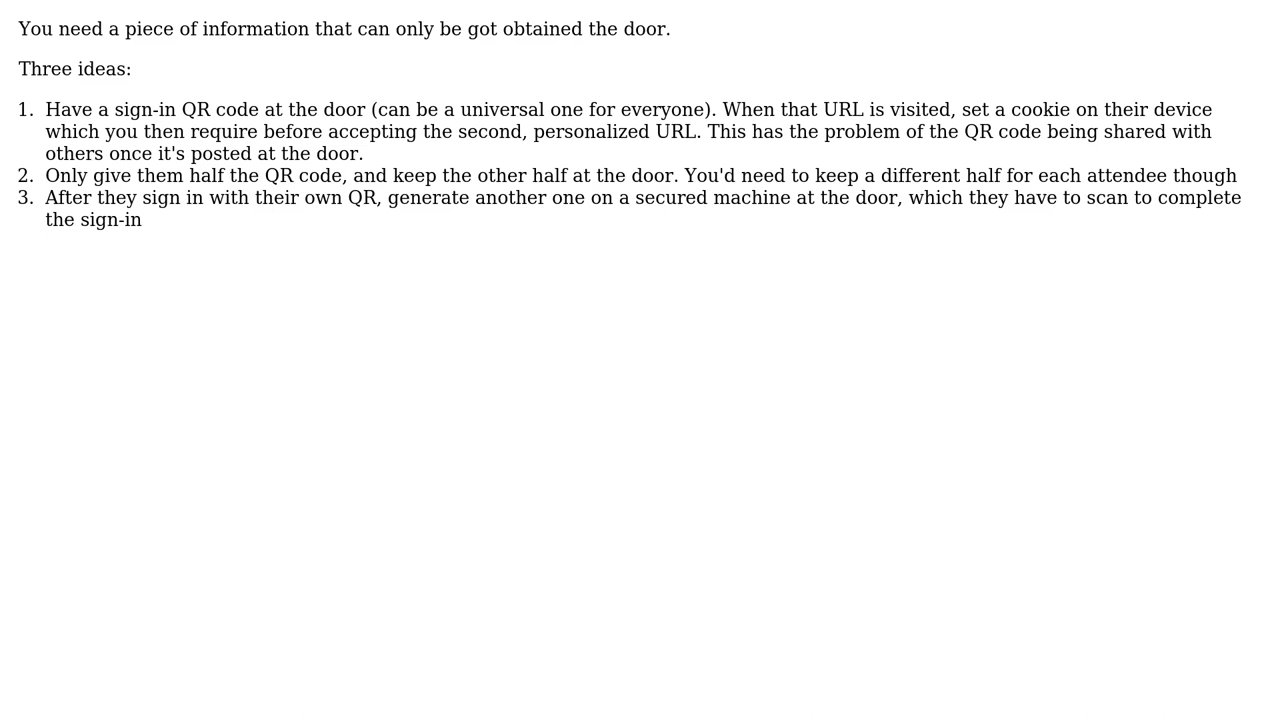 You need a piece of information that can only be got obtained the door.
Three ideas:
1. Have a sign-in QR code at the door (can be a universal one for everyone). When that URL is visited, set a cookie on their device
which you then require before accepting the second, personalized URL. This has the problem of the QR code being shared with
others once it's posted at the door.
2. Only give them half the QR code, and keep the other half at the door. You'd need to keep a different half for each attendee though
3. After they sign in with their own QR, generate another one on a secured machine at the door, which they have to scan to complete
the sign-in